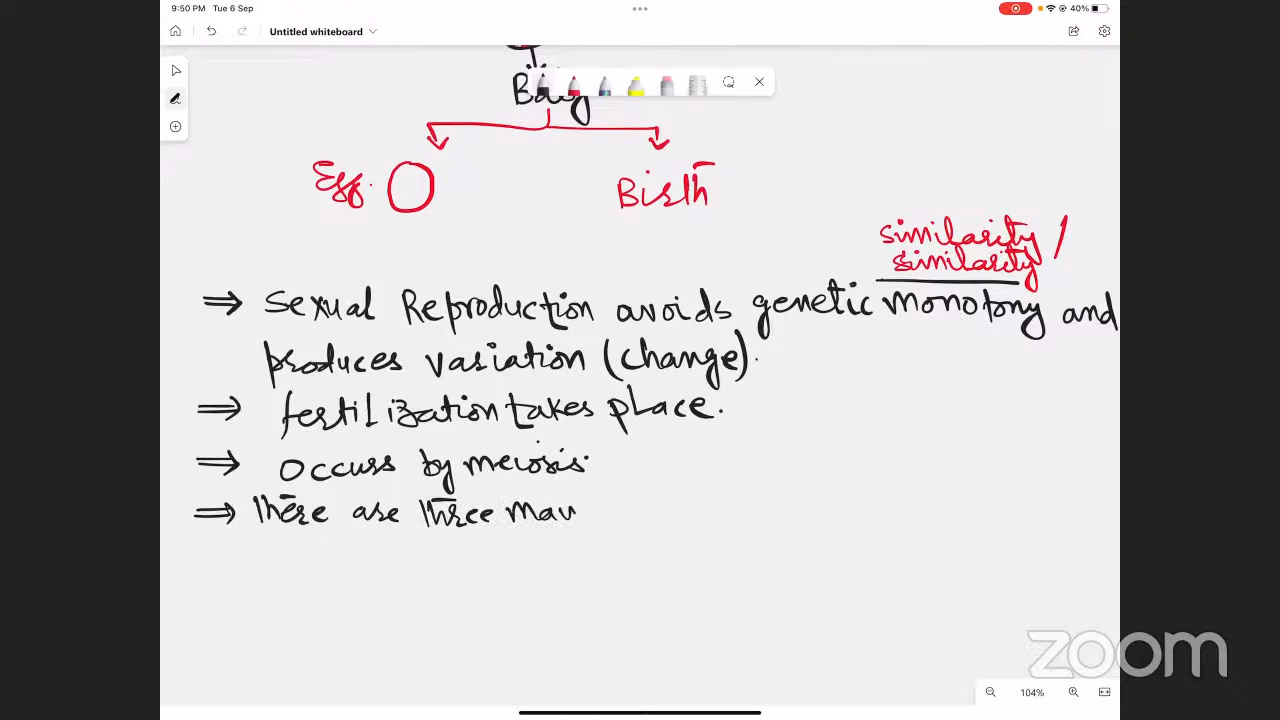 9:50 PM Tue 6 Sep
40%
Untitled whiteboard
Egg.
Birth
similarity /
similarity
⇒ Sexual Reproduction avoids genetic monotony and
produces variation (change).
⇒ fertilization takes place.
⇒ occurs by meiosis.
⇒ There are three
zoom
104%